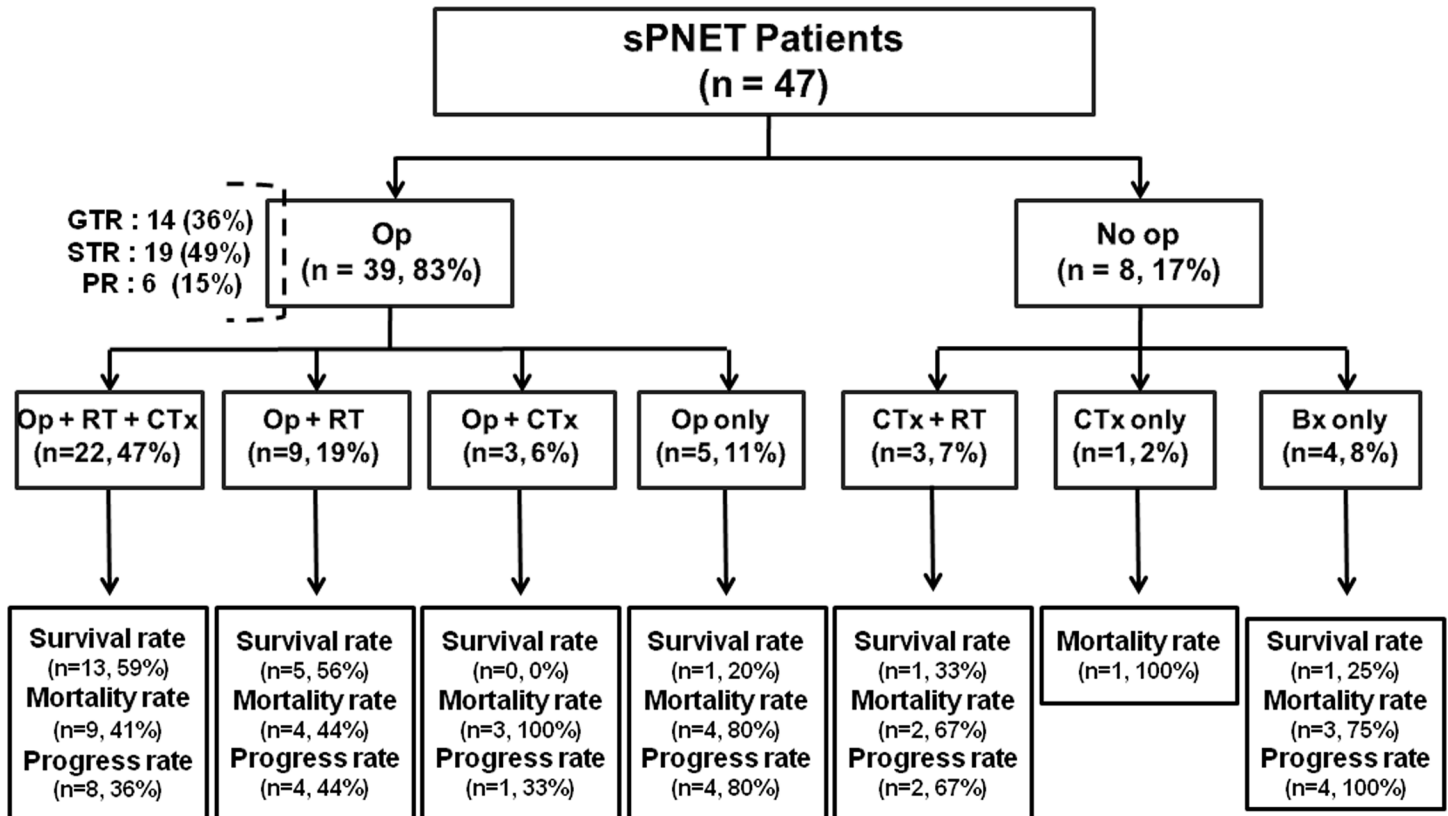 sPNET Patients
(n = 47)
GTR : 14 (36%)
STR : 19 (49%)
PR : 6 (15%)
Op
(n = 39, 83%)
No op
(n = 8, 17%)
Op + RT + CTx
(n=22, 47%)
Op + RT
(n=9, 19%)
Op + CTx
(n=3, 6%)
Op only
(n=5, 11%)
CTx + RT
(n=3, 7%)
CTx only
(n=1, 2%)
Bx only
(n=4, 8%)
Survival rate
(n=13, 59%)
Mortality rate
(n=9, 41%)
Progress rate
(n=8, 36%)
Survival rate
(n=5, 56%)
Mortality rate
(n=4, 44%)
Progress rate
(n=4, 44%)
Survival rate
(n=0, 0%)
Mortality rate
(n=3, 100%)
Progress rate
(n=1, 33%)
Survival rate
(n=1, 20%)
Mortality rate
(n=4, 80%)
Progress rate
(n=4, 80%)
Survival rate
(n=1, 33%)
Mortality rate
(n=2, 67%)
Progress rate
(n=2, 67%)
Mortality rate
(n=1, 100%)
Survival rate
(n=1, 25%)
Mortality rate
(n=3, 75%)
Progress rate
(n=4, 100%)